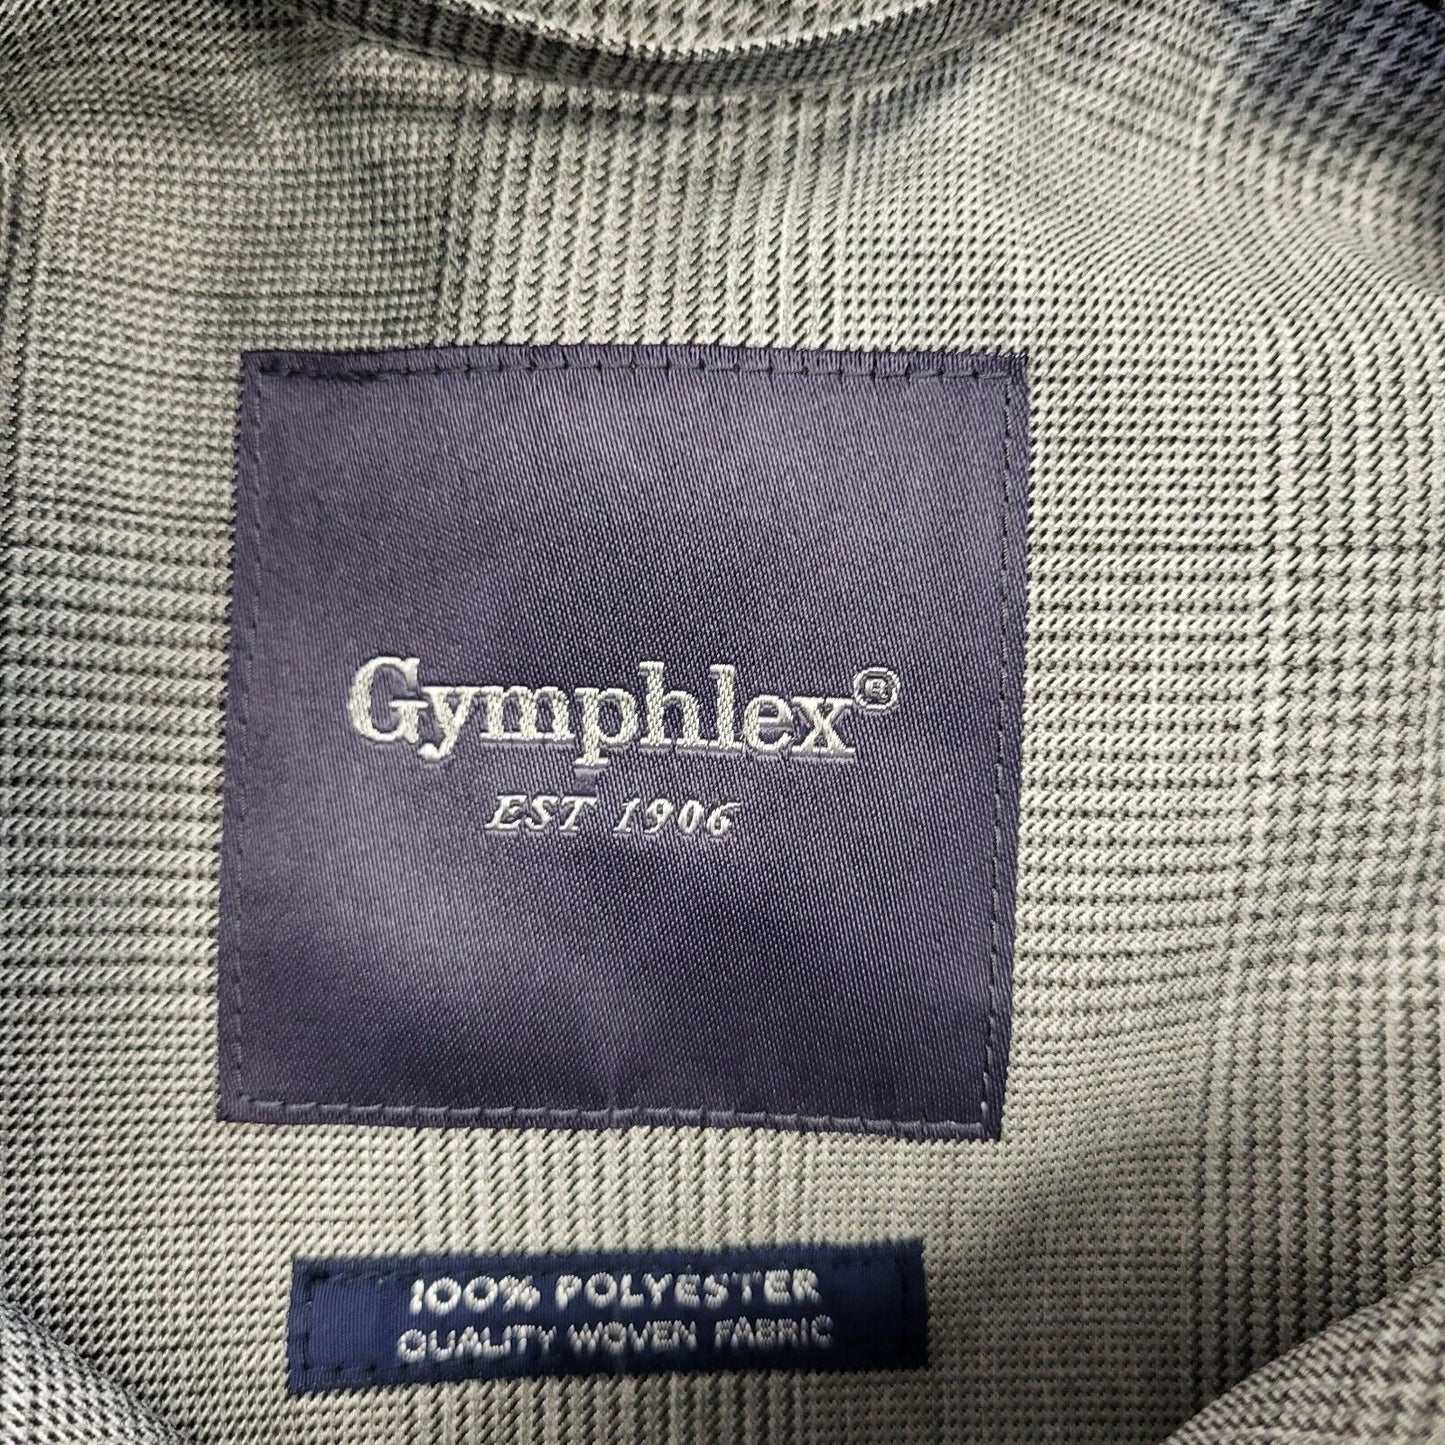 Gymphlex®
EST 1906
100% POLYESTER
QUALITY WOVEN FABRIC